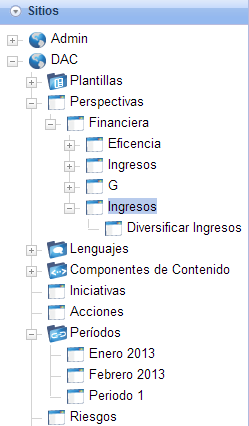 Sitios
Admin
DAC
Plantillas
Perspectivas
Financiera
Eficencia
Ingresos
G
Ingresos
Diversificar Ingresos
Lenguajes
Componentes de Contenido
Iniciativas
Acciones
Períodos
Enero 2013
Febrero 2013
Periodo 1
Riesgos